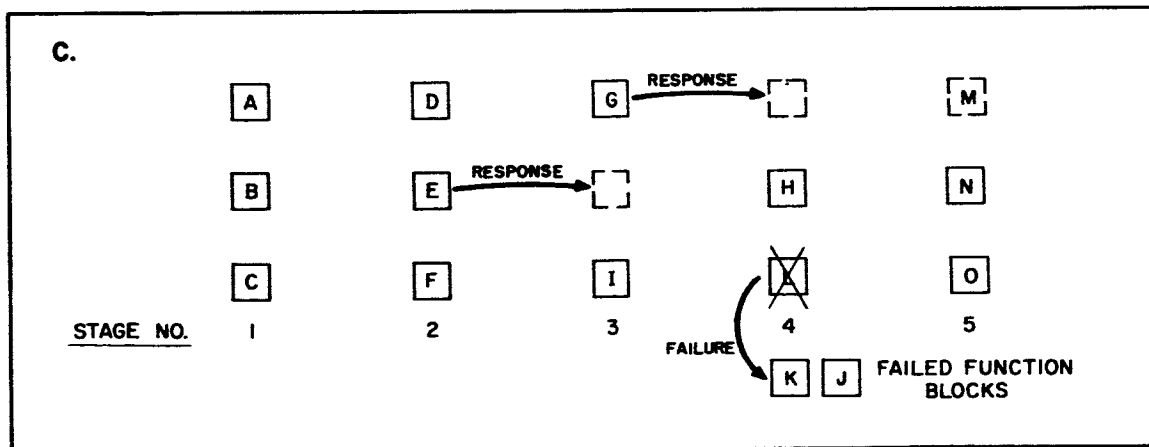 C.
A D G RESPONSE M
B E RESPONSE H N
C F I L O
STAGE NO. 1 2 3 4 5
FAILURE
K J FAILED FUNCTION
BLOCKS